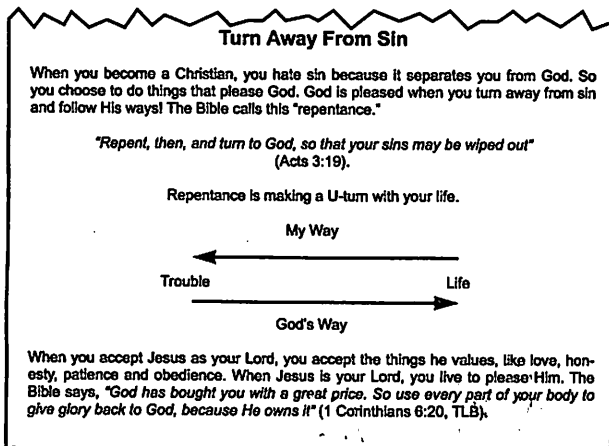 Turn Away From Sin
When you become a Christian, you hate sin because it separates you from God. So
you choose to do things that please God. God is pleased when you turn away from sin
and follow His ways! The Bible calls this "repentance."
"Repent, then, and turn to God, so that your sins may be wiped out"
(Acts 3:19).
Repentance is making a U-turn with your life.
My Way
Trouble Life
God's Way
When you accept Jesus as your Lord, you accept the things he values, like love, hon-
esty, patience and obedience. When Jesus is your Lord, you live to please Him. The
Bible says, "God has bought you with a great price. So use every part of your body to
give glory back to God, because He owns it" (1 Corinthians 6:20, TLB).